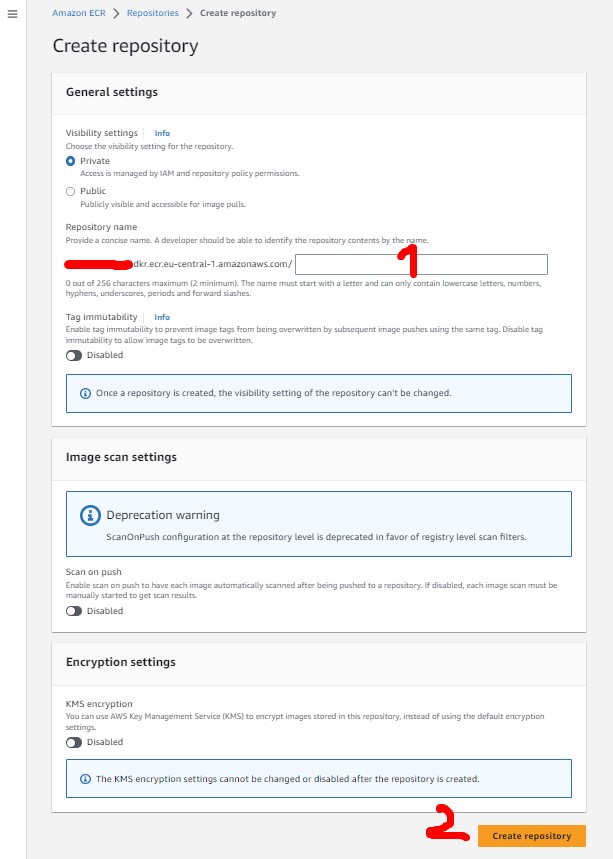 Amazon ECR > Repositories > Create repository
Create repository
General settings
Visibility settings Info
Choose the visibility setting for the repository.
Private
Access is managed by IAM and repository policy permissions.
Public
Publicly visible and accessible for image pulls.
Repository name
Provide a concise name. A developer should be able to identify the repository contents by the name.
dkr.ecr.eu-central-1.amazonaws.com/ 1
0 out of 256 characters maximum (2 minimum). The name must start with a letter and can only contain lowercase letters, numbers,
hyphens, underscores, periods and forward slashes.
Tag immutability Info
Enable tag immutability to prevent image tags from being overwritten by subsequent image pushes using the same tag. Disable tag
immutability to allow image tags to be overwritten.
Disabled
Once a repository is created, the visibility setting of the repository can't be changed.
Image scan settings
Deprecation warning
ScanOnPush configuration at the repository level is deprecated in favor of registry level scan filters.
Scan on push
Enable scan on push to have each image automatically scanned after being pushed to a repository. If disabled, each image scan must be
manually started to get scan results.
Disabled
Encryption settings
KMS encryption
You can use AWS Key Management Service (KMS) to encrypt images stored in this repository, instead of using the default encryption
settings.
Disabled
The KMS encryption settings cannot be changed or disabled after the repository is created.
2 Create repository